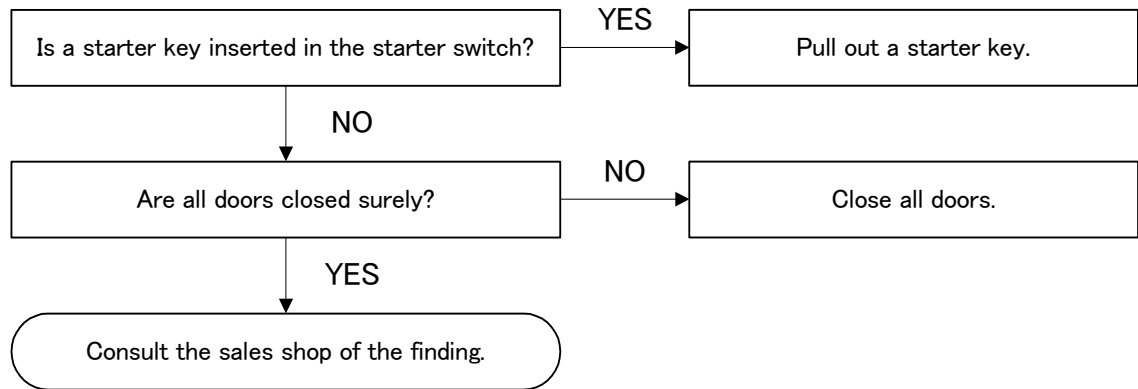 Is a starter key inserted in the starter switch?
YES
Pull out a starter key.
NO
Are all doors closed surely?
NO
Close all doors.
YES
Consult the sales shop of the finding.